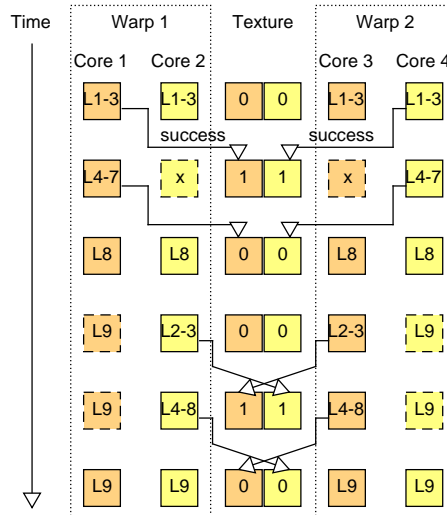 Time Warp 1 Texture Warp 2
Core 1 Core 2 Core 3 Core 4
L1-3 L1-3 0 0 L1-3 L1-3
success success
L4-7 x 1 1 x L4-7
L8 L8 0 0 L8 L8
L9 L2-3 0 0 L2-3 L9
L9 L4-8 1 1 L4-8 L9
L9 L9 0 0 L9 L9